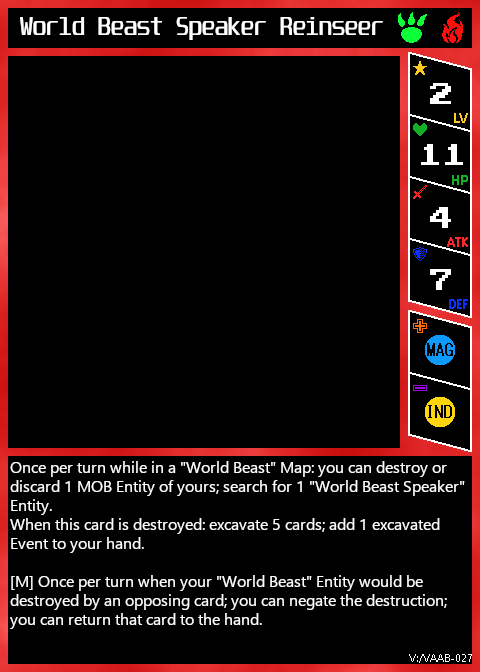 World Beast Speaker Reinseer
2
LV
11
HP
4
ATK
7
DEF
MAG
IND
Once per turn while in a "World Beast" Map: you can destroy or
discard 1 MOB Entity of yours; search for 1 "World Beast Speaker"
Entity.
When this card is destroyed: excavate 5 cards; add 1 excavated
Event to your hand.
[M] Once per turn when your "World Beast" Entity would be
destroyed by an opposing card; you can negate the destruction;
you can return that card to the hand.
V:/VAAB-027